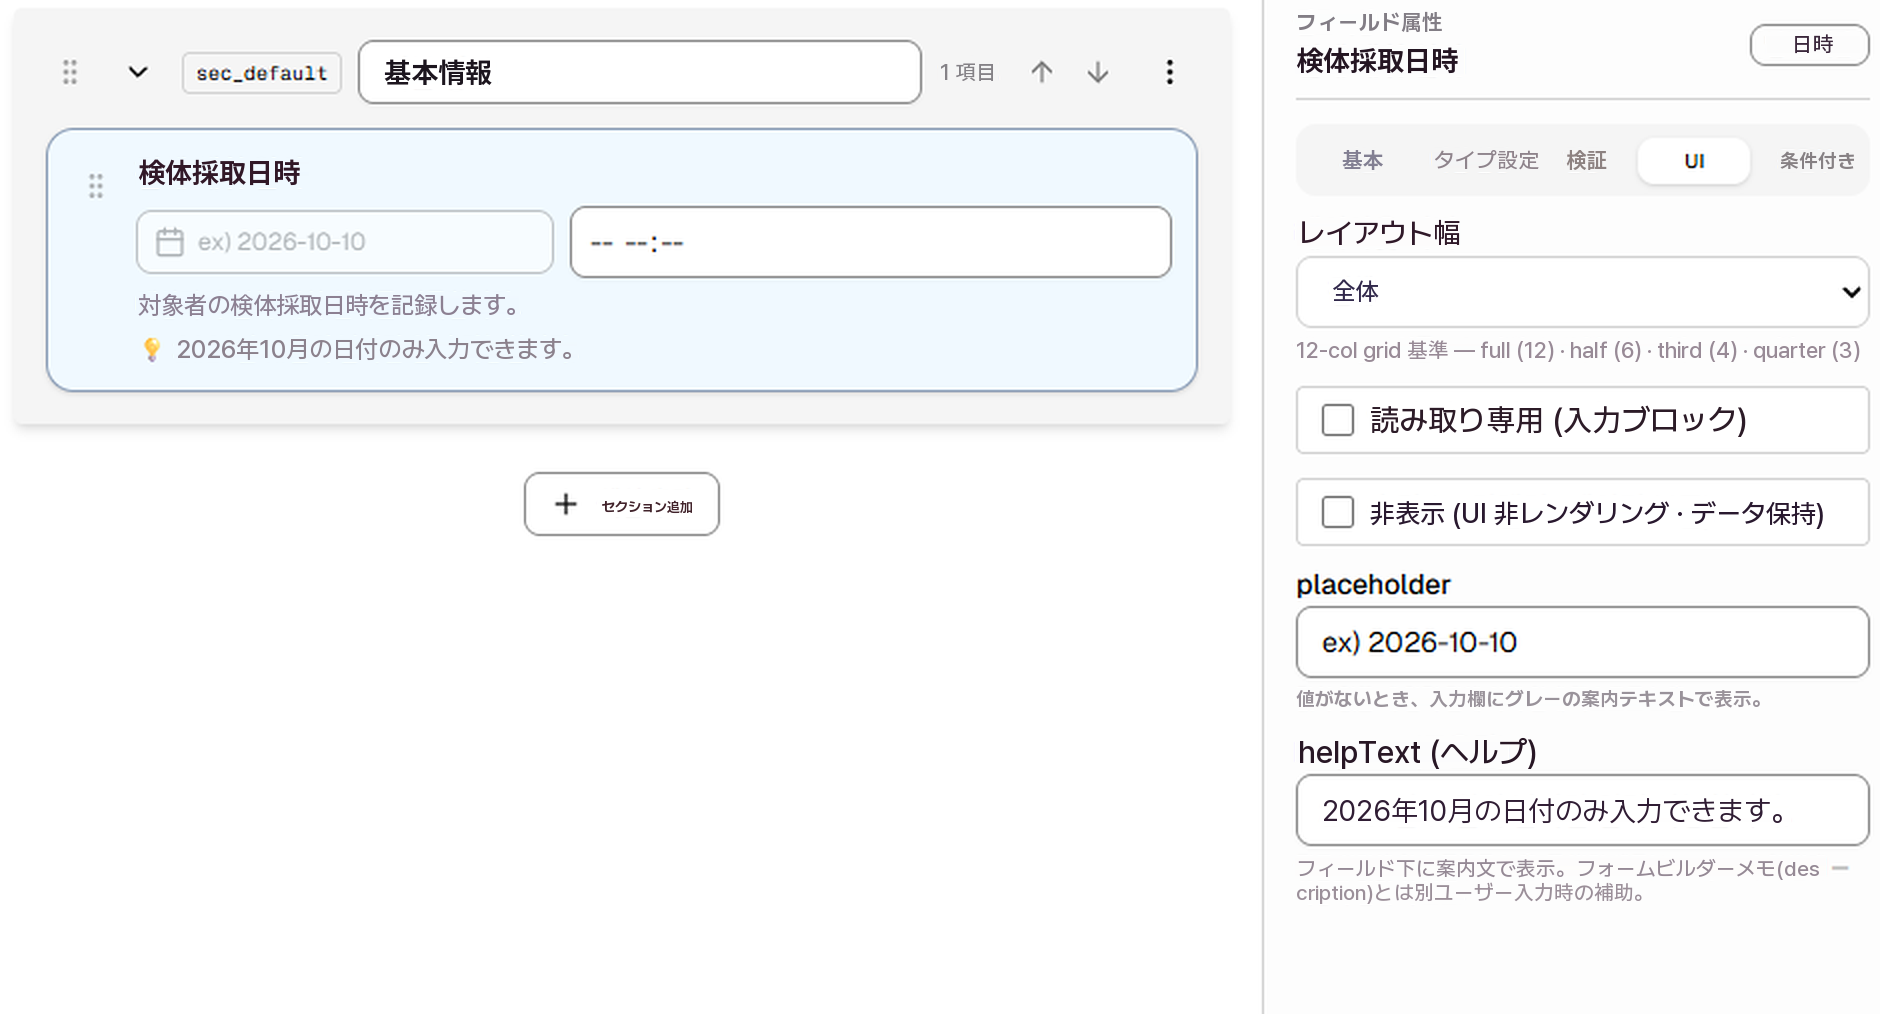 sec_default
基本情報
1 項目
検体採取日時
ex) 2026-10-10
-- --:--
対象者の検体採取日時を記録します。
2026年10月の日付のみ入力できます。
セクション追加
フィールド属性
検体採取日時
日時
基本 タイプ設定 検証 UI 条件付き
レイアウト幅
全体
12-col grid 基準 — full (12) · half (6) · third (4) · quarter (3)
読み取り専用 (入力ブロック)
非表示 (UI 非レンダリング · データ保持)
placeholder
ex) 2026-10-10
値がないとき、入力欄にグレーの案内テキストで表示。
helpText (ヘルプ)
2026年10月の日付のみ入力できます。
フィールド下に案内文で表示。フォームビルダーメモ(des —
cription)とは別ユーザー入力時の補助。